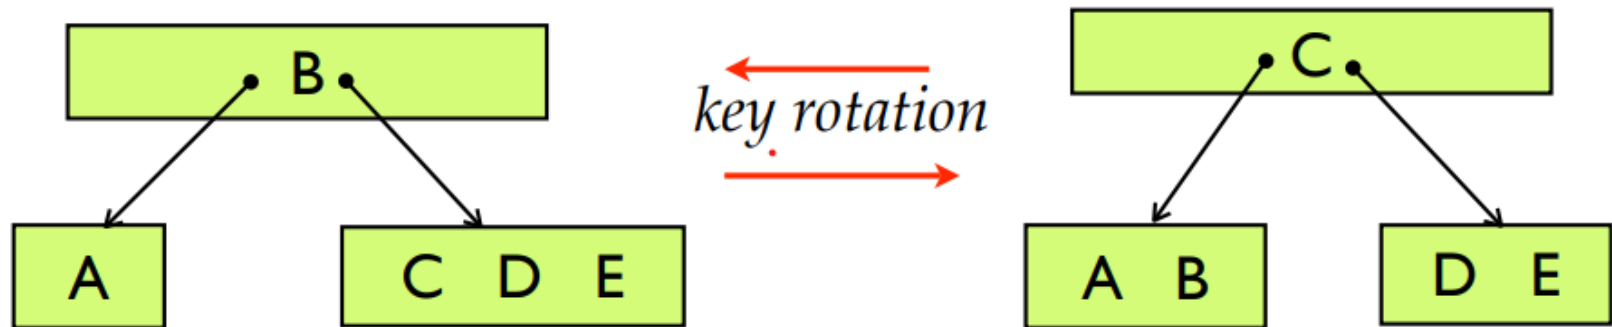 B
C
key rotation
A
C D E
A B
D E